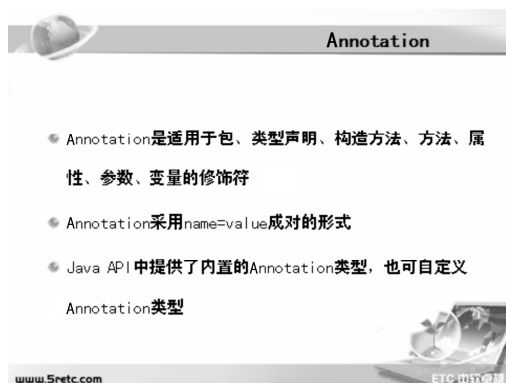 Annotation
Annotation是适用于包、类型声明、构造方法、方法、属
性、参数、变量的修饰符
Annotation采用name=value成对的形式
Java API中提供了内置的Annotation类型，也可自定义
Annotation类型
www.5retc.com
ETC 中软卓越